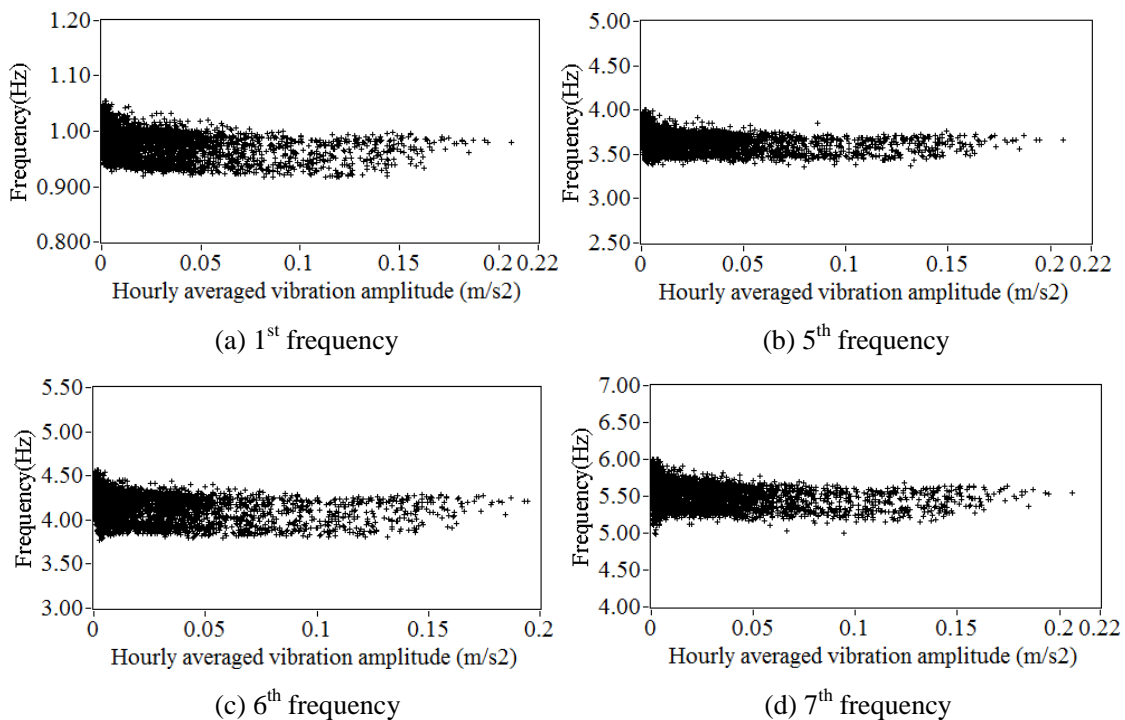 1.20
1.10
1.00
0.900
0.800
Frequency(Hz)
0 0.05 0.1 0.15 0.2 0.22
Hourly averaged vibration amplitude (m/s2)
(a) 1st frequency
5.00
4.50
4.00
3.50
3.00
2.50
Frequency(Hz)
0 0.05 0.1 0.15 0.2 0.22
Hourly averaged vibration amplitude (m/s2)
(b) 5th frequency
5.50
5.00
4.50
4.00
3.50
3.00
Frequency(Hz)
0 0.05 0.1 0.15 0.2
Hourly averaged vibration amplitude (m/s2)
(c) 6th frequency
7.00
6.50
6.00
5.50
5.00
4.50
4.00
Frequency(Hz)
0 0.05 0.1 0.15 0.2 0.22
Hourly averaged vibration amplitude (m/s2)
(d) 7th frequency